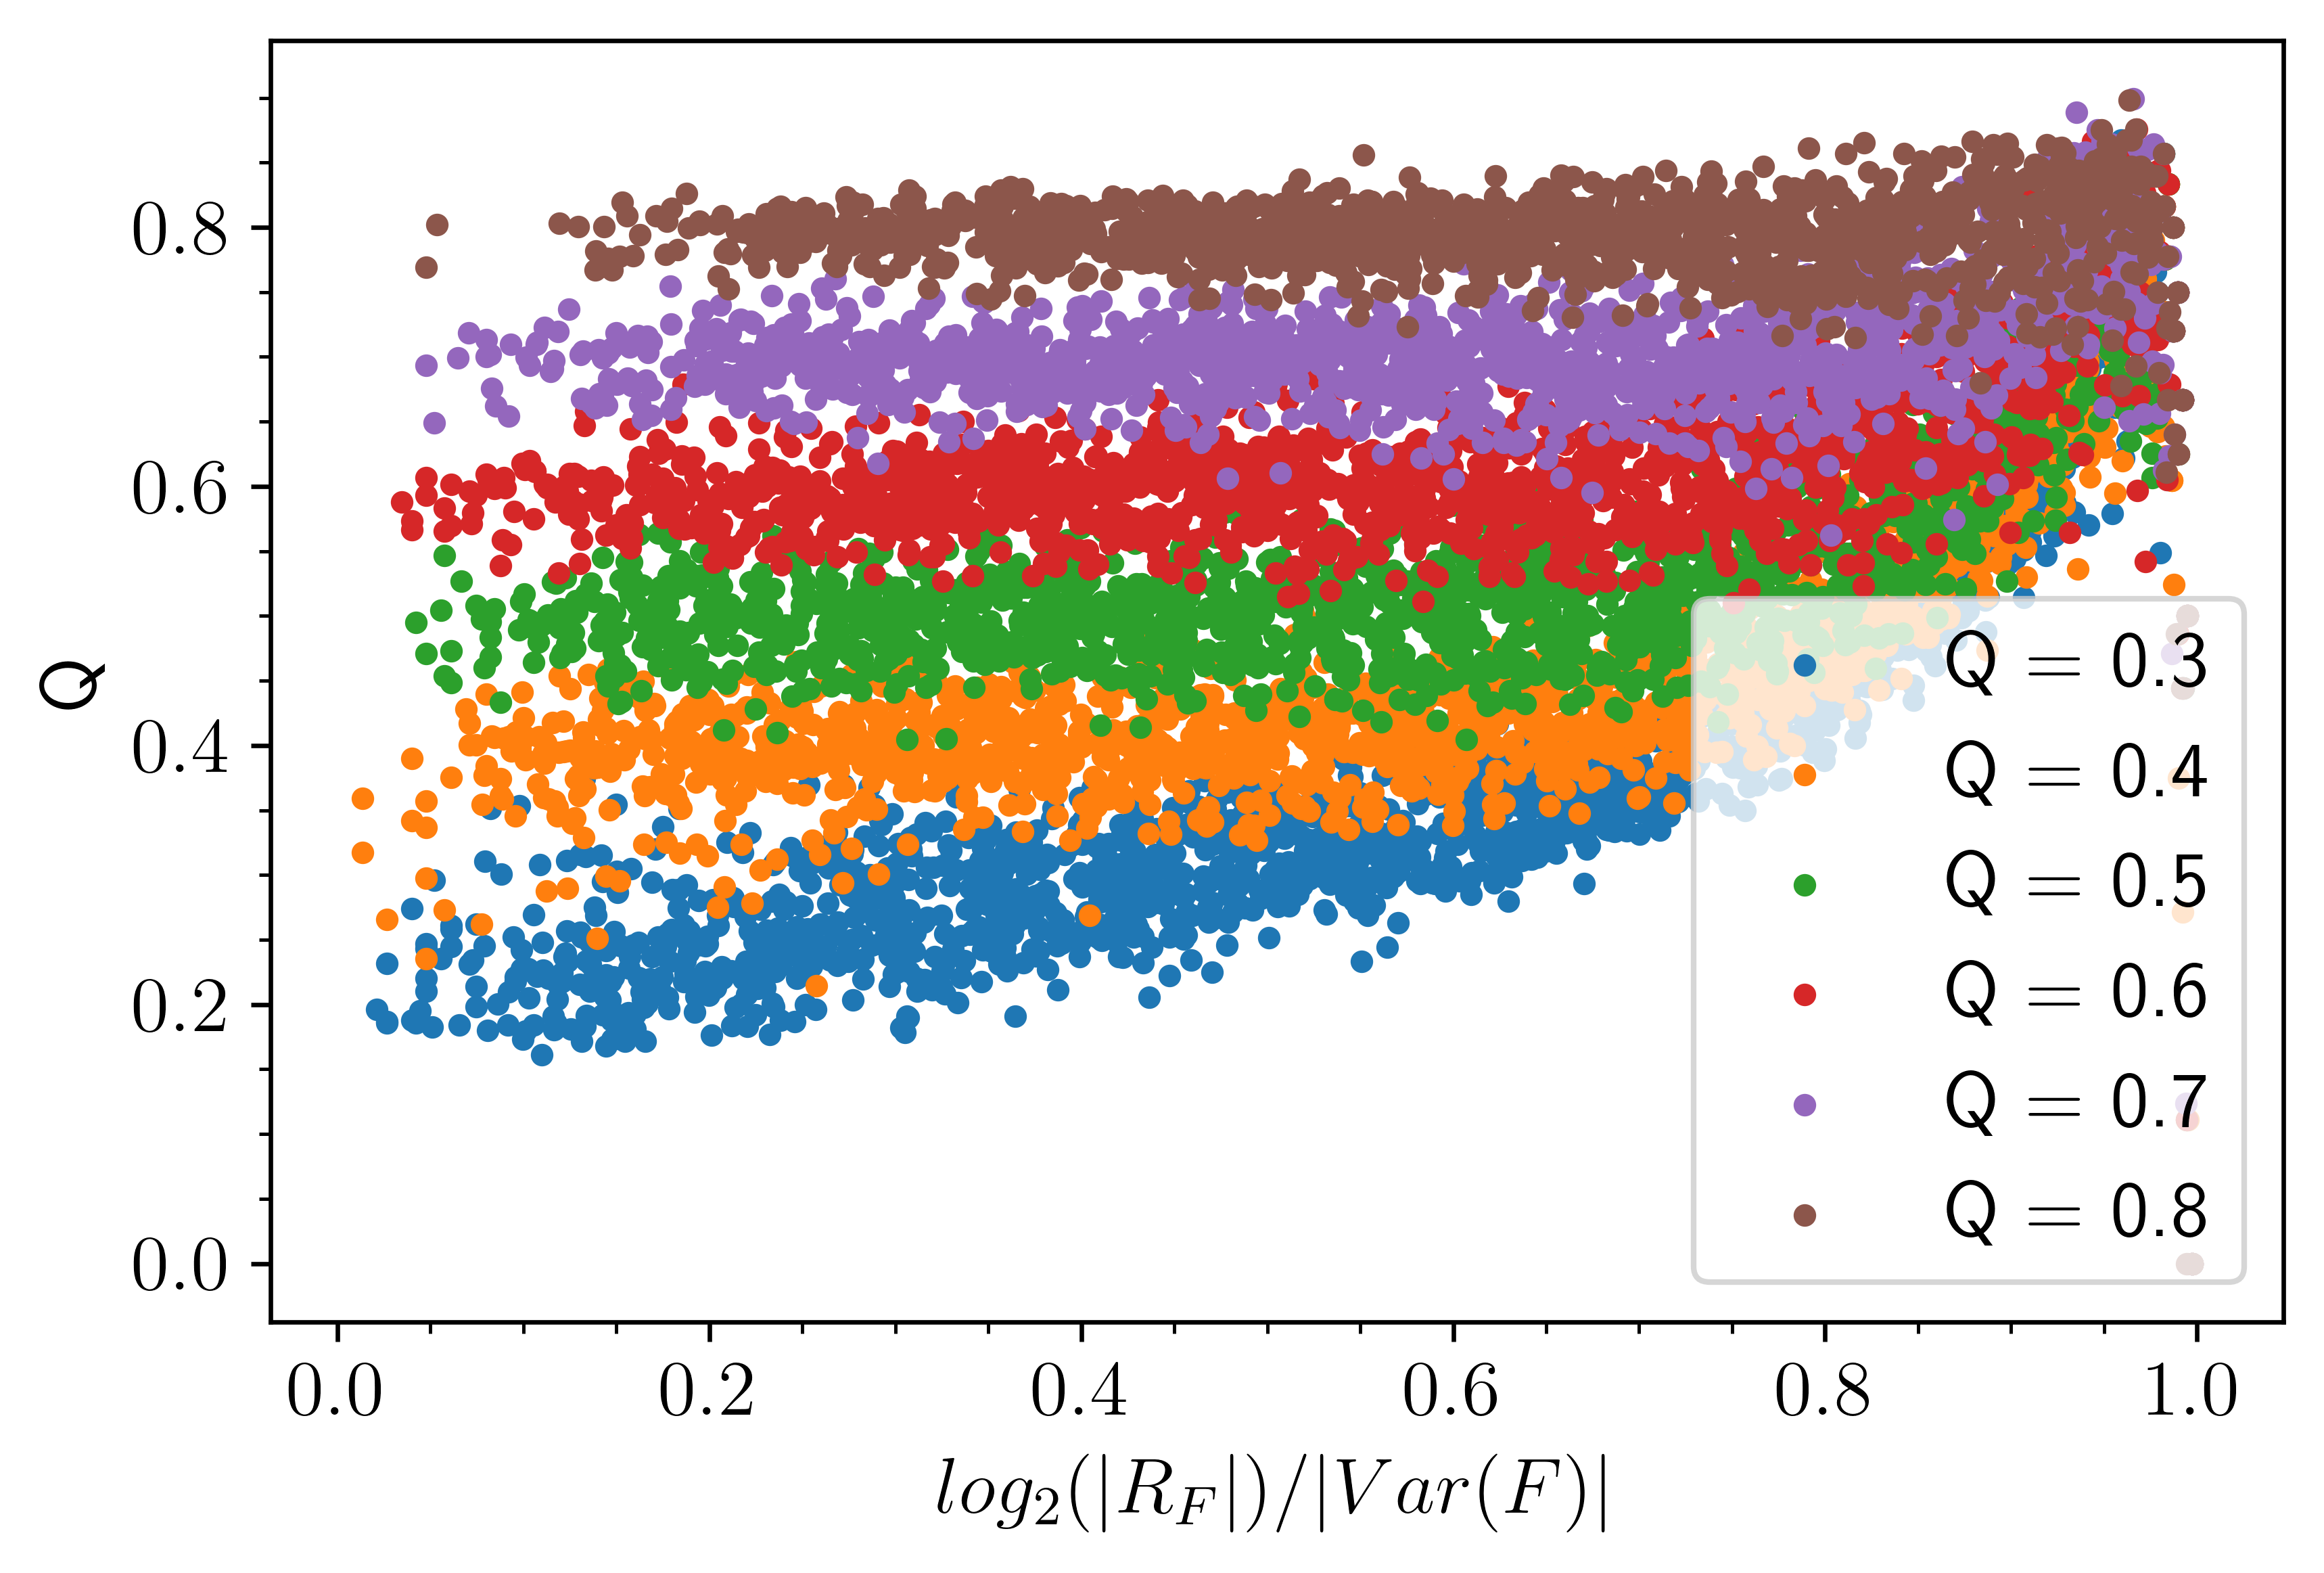 Q
0.8
0.6
0.4
0.2
0.0
Q = 0.3
Q = 0.4
Q = 0.5
Q = 0.6
Q = 0.7
Q = 0.8
0.0 0.2 0.4 0.6 0.8 1.0
log₂(|R_F|)/|Var(F)|